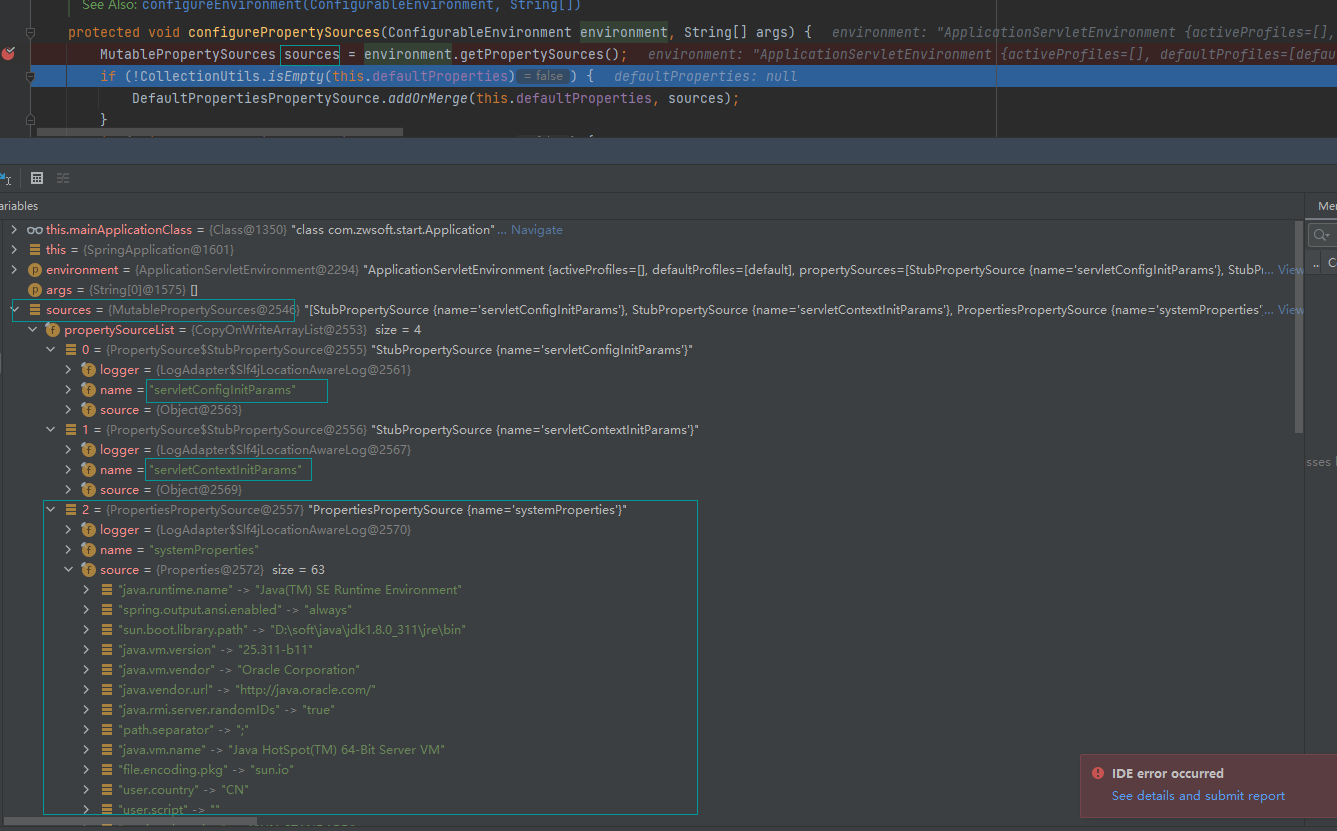 See Also: configureEnvironment(ConfigurableEnvironment, String[])
protected void configurePropertySources(ConfigurableEnvironment environment, String[] args) { environment: "ApplicationServletEnvironment {activeProfiles=[],
MutablePropertySources sources = environment.getPropertySources(); environment: "ApplicationServletEnvironment {activeProfiles=[], defaultProfiles=[defau
if (!CollectionUtils.isEmpty(this.defaultProperties) = false ) { defaultProperties: null
DefaultPropertiesPropertySource.addOrMerge(this.defaultProperties, sources);
}
ariables
Mer
this.mainApplicationClass = {Class@1350} "class com.zwsoft.start.Application"... Navigate
this = {SpringApplication@1601}
environment = {ApplicationServletEnvironment@2294} "ApplicationServletEnvironment {activeProfiles=[], defaultProfiles=[default], propertySources=[StubPropertySource {name='servletConfigInitParams'}, StubPr... View
.. C
args = {String[0]@1575} []
sources = {MutablePropertySources@2546} "[StubPropertySource {name='servletConfigInitParams'}, StubPropertySource {name='servletContextInitParams'}, PropertiesPropertySource {name='systemProperties'... View
propertySourceList = {CopyOnWriteArrayList@2553} size = 4
0 = {PropertySource$StubPropertySource@2555} "StubPropertySource {name='servletConfigInitParams'}"
logger = {LogAdapter$Slf4jLocationAwareLog@2561}
name = "servletConfigInitParams"
source = {Object@2563}
1 = {PropertySource$StubPropertySource@2556} "StubPropertySource {name='servletContextInitParams'}"
logger = {LogAdapter$Slf4jLocationAwareLog@2567}
name = "servletContextInitParams"
sses
source = {Object@2569}
2 = {PropertiesPropertySource@2557} "PropertiesPropertySource {name='systemProperties'}"
logger = {LogAdapter$Slf4jLocationAwareLog@2570}
name = "systemProperties"
source = {Properties@2572} size = 63
"java.runtime.name" -> "Java(TM) SE Runtime Environment"
"spring.output.ansi.enabled" -> "always"
"sun.boot.library.path" -> "D:\soft\java\jdk1.8.0_311\jre\bin"
"java.vm.version" -> "25.311-b11"
"java.vm.vendor" -> "Oracle Corporation"
"java.vendor.url" -> "http://java.oracle.com/"
"java.rmi.server.randomIDs" -> "true"
"path.separator" -> ";"
"java.vm.name" -> "Java HotSpot(TM) 64-Bit Server VM"
"file.encoding.pkg" -> "sun.io"
"user.country" -> "CN"
"user.script" -> ""
IDE error occurred
See details and submit report